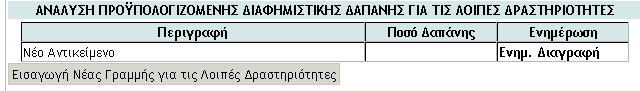 ΑΝΑΛΥΣΗ ΠΡΟΫΠΟΛΟΓΙΖΟΜΕΝΗΣ ΔΙΑΦΗΜΙΣΤΙΚΗΣ ΔΑΠΑΝΗΣ ΓΙΑ ΤΙΣ ΛΟΙΠΕΣ ΔΡΑΣΤΗΡΙΟΤΗΤΕΣ
Περιγραφή Ποσό Δαπάνης Ενημέρωση
Νέο Αντικείμενο Ενημ. Διαγραφή
Εισαγωγή Νέας Γραμμής για τις Λοιπές Δραστηριότητες